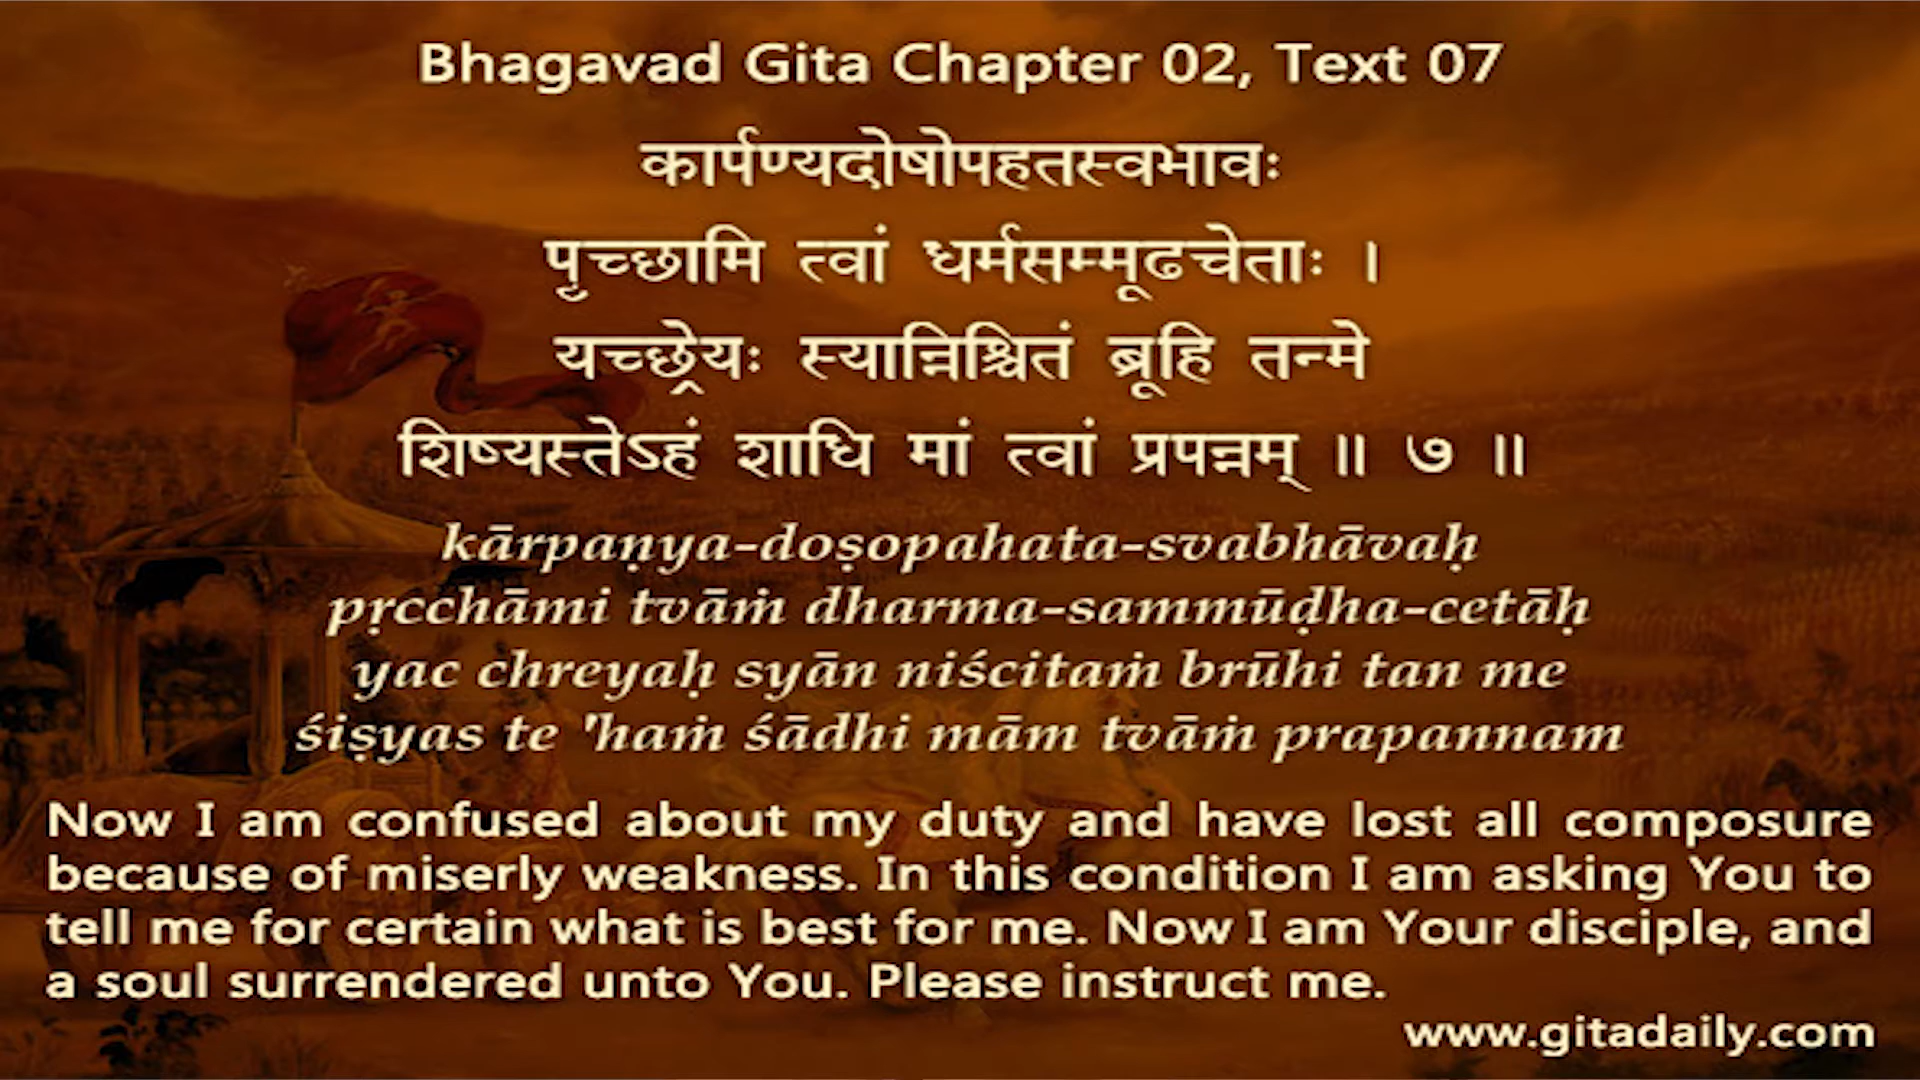 Bhagavad Gita Chapter 02, Text 07
कार्पण्यदोषोपहतस्वभावः
पृच्छामि त्वां धर्मसम्मूढचेताः ।
यच्छ्रेयः स्यान्निश्चितं ब्रूहि तन्मे
शिष्यस्तेऽहं शाधि मां त्वां प्रपन्नम् ॥ ७ ॥
kārpaṇya-doṣopahata-svabhāvaḥ
pṛcchāmi tvāṁ dharma-sammūḍha-cetāḥ
yac chreyaḥ syān niścitaṁ brūhi tan me
śiṣyas te 'haṁ śādhi mām tvāṁ prapannam
Now I am confused about my duty and have lost all composure
because of miserly weakness. In this condition I am asking You to
tell me for certain what is best for me. Now I am Your disciple, and
a soul surrendered unto You. Please instruct me.
www.gitadaily.com